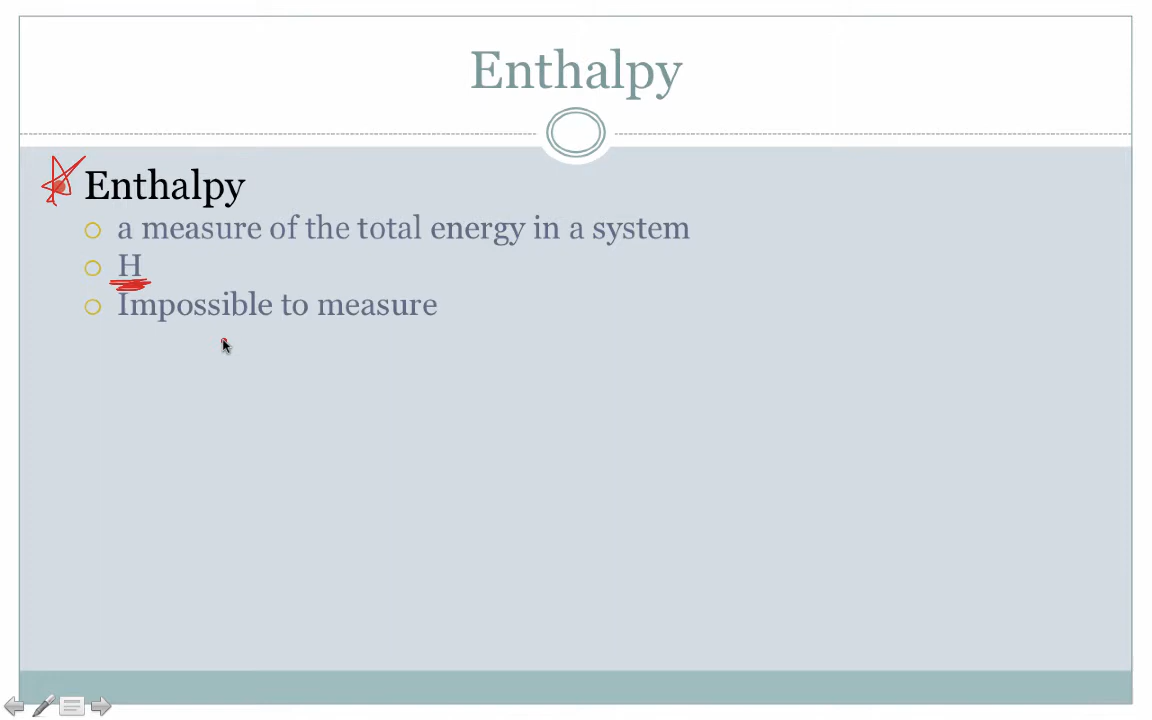 Enthalpy
Enthalpy
a measure of the total energy in a system
H
Impossible to measure